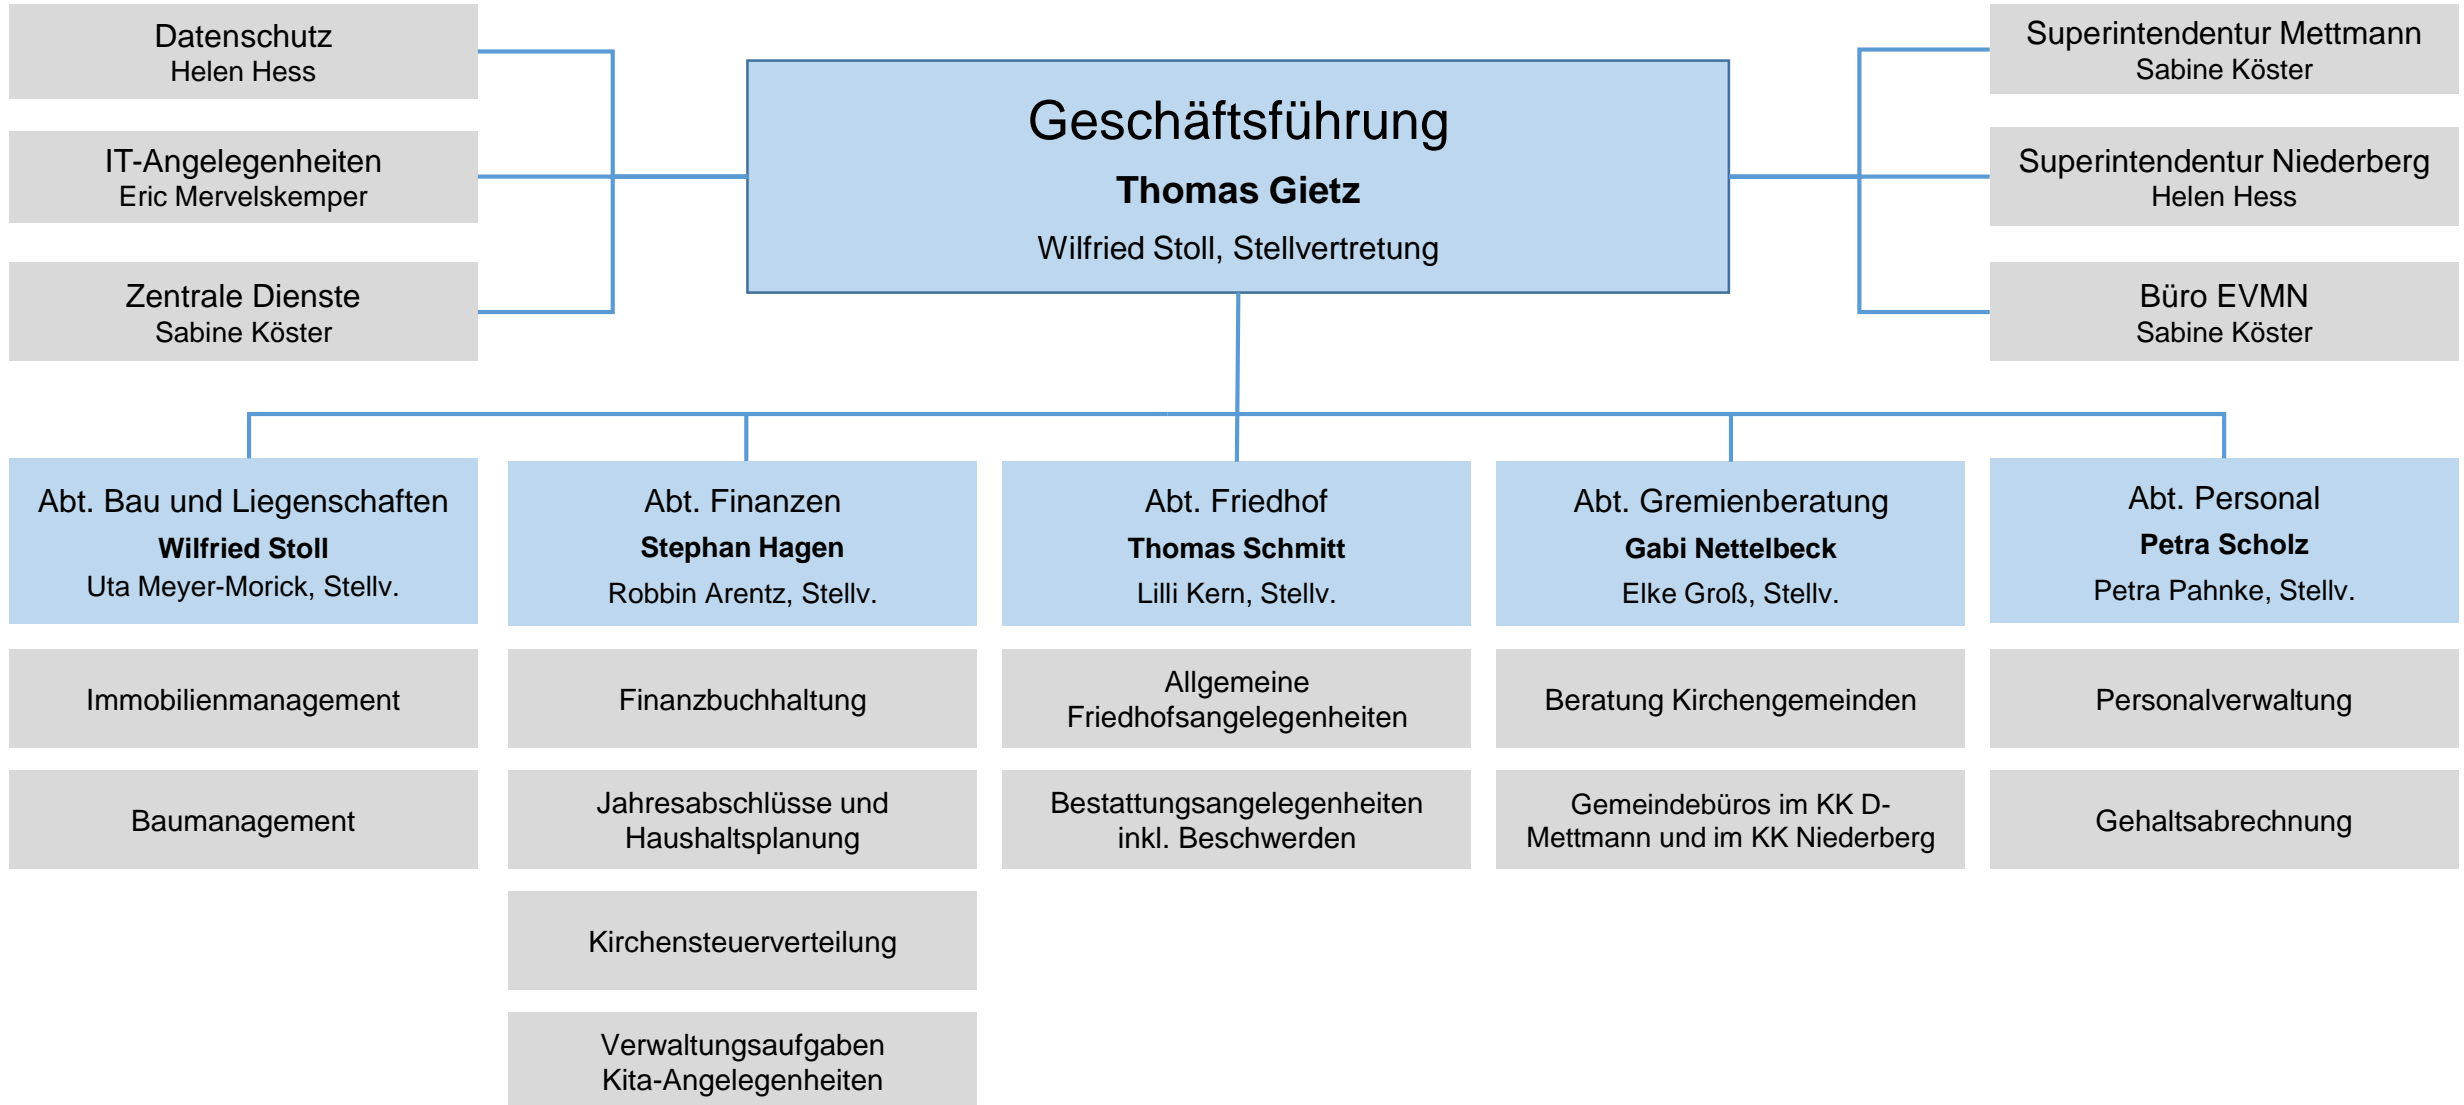 Datenschutz
Helen Hess
IT-Angelegenheiten
Eric Mervelskemper
Zentrale Dienste
Sabine Köster
Geschäftsführung
Thomas Gietz
Wilfried Stoll, Stellvertretung
Superintendentur Mettmann
Sabine Köster
Superintendentur Niederberg
Helen Hess
Büro EVMN
Sabine Köster
Abt. Bau und Liegenschaften
Wilfried Stoll
Uta Meyer-Morick, Stellv.
Immobilienmanagement
Baumanagement
Abt. Finanzen
Stephan Hagen
Robbin Arentz, Stellv.
Finanzbuchhaltung
Jahresabschlüsse und
Haushaltsplanung
Kirchensteuerverteilung
Verwaltungsaufgaben
Kita-Angelegenheiten
Abt. Friedhof
Thomas Schmitt
Lilli Kern, Stellv.
Allgemeine
Friedhofsangelegenheiten
Bestattungsangelegenheiten
inkl. Beschwerden
Abt. Gremienberatung
Gabi Nettelbeck
Elke Groß, Stellv.
Beratung Kirchengemeinden
Gemeindebüros im KK D-
Mettmann und im KK Niederberg
Abt. Personal
Petra Scholz
Petra Pahnke, Stellv.
Personalverwaltung
Gehaltsabrechnung